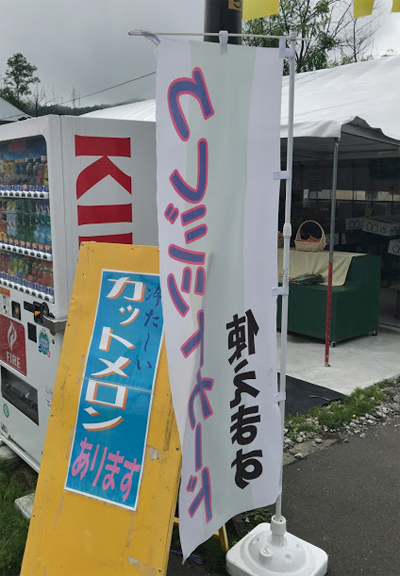 クレジットカード
使えます
冷たーい
カットメロン
あります
FIRE